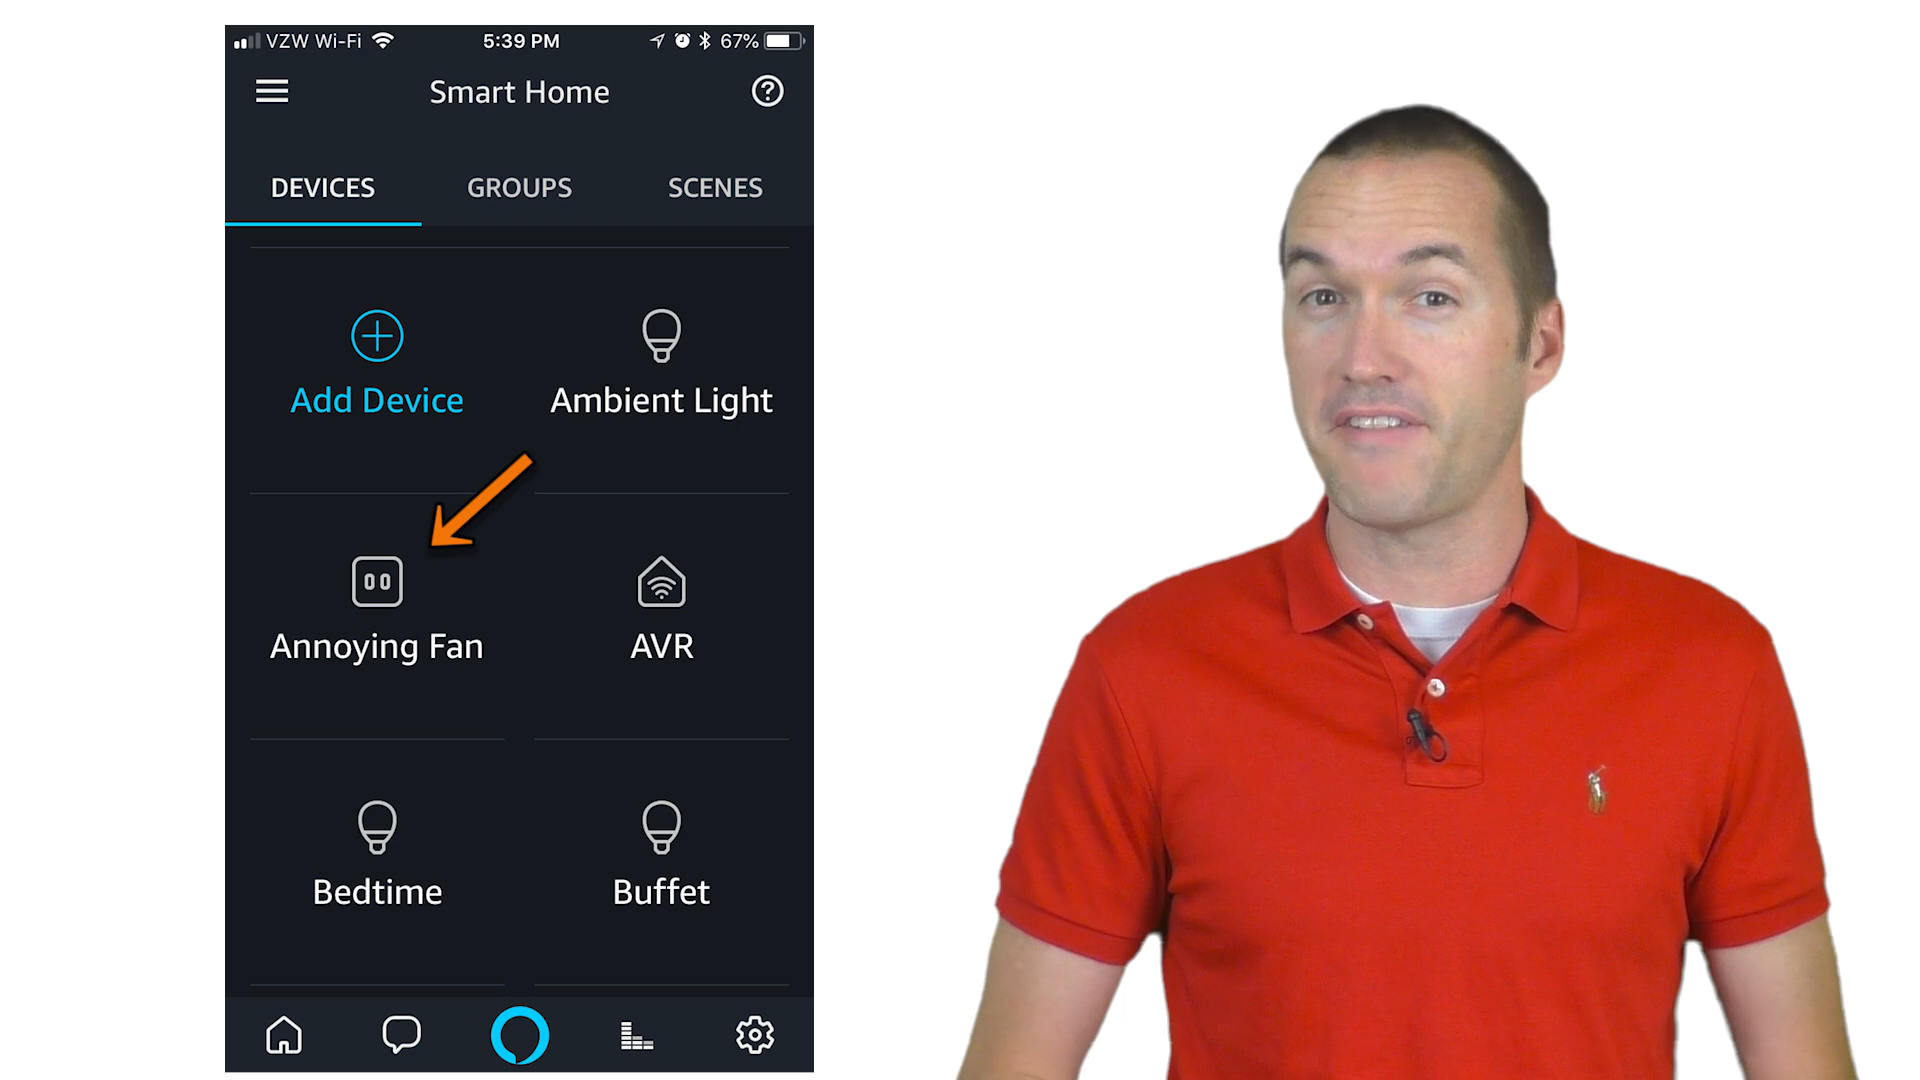 VZW Wi-Fi 5:39 PM 67%
Smart Home
DEVICES GROUPS SCENES
Add Device Ambient Light
Annoying Fan AVR
Bedtime Buffet